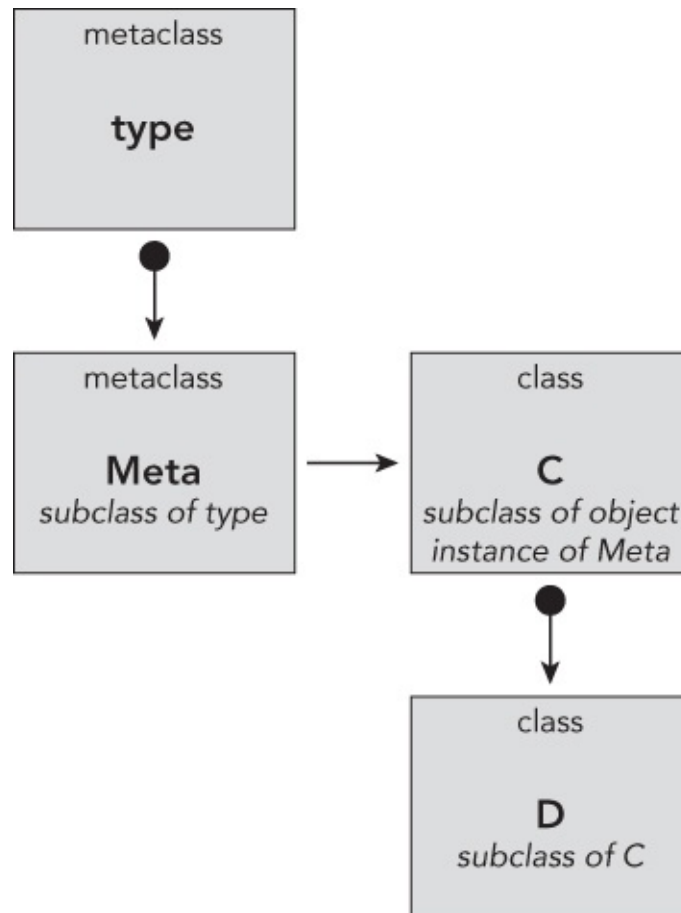 metaclass
type
metaclass
Meta
subclass of type
class
C
subclass of object
instance of Meta
class
D
subclass of C